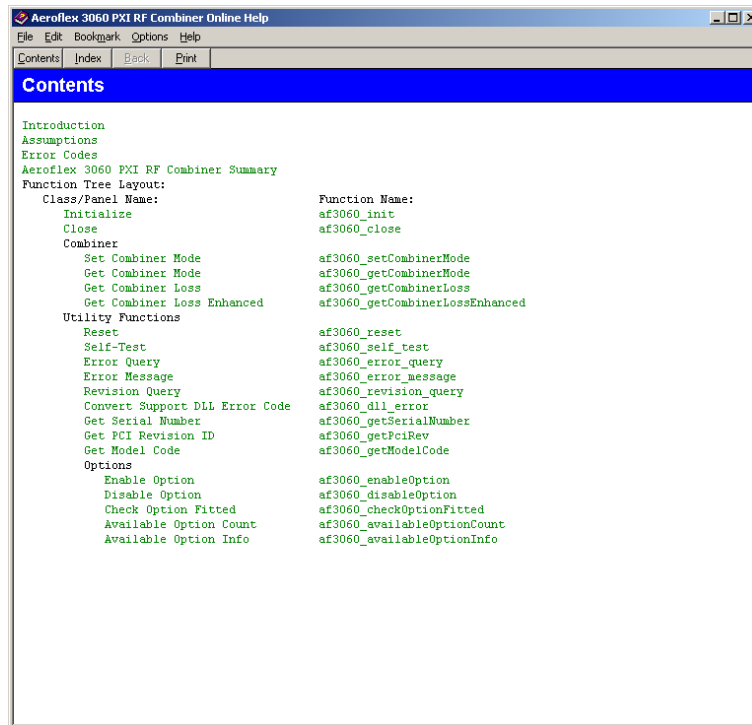 Aeroflex 3060 PXI RF Combiner Online Help
File Edit Bookmark Options Help
Contents Index Back Print
Contents
Introduction
Assumptions
Error Codes
Aeroflex 3060 PXI RF Combiner Summary
Function Tree Layout:
Class/Panel Name: Function Name:
Initialize af3060_init
Close af3060_close
Combiner
Set Combiner Mode af3060_setCombinerMode
Get Combiner Mode af3060_getCombinerMode
Get Combiner Loss af3060_getCombinerLoss
Get Combiner Loss Enhanced af3060_getCombinerLossEnhanced
Utility Functions
Reset af3060_reset
Self-Test af3060_self_test
Error Query af3060_error_query
Error Message af3060_error_message
Revision Query af3060_revision_query
Convert Support DLL Error Code af3060_dll_error
Get Serial Number af3060_getSerialNumber
Get PCI Revision ID af3060_getPciRev
Get Model Code af3060_getModelCode
Options
Enable Option af3060_enableOption
Disable Option af3060_disableOption
Check Option Fitted af3060_checkOptionFitted
Available Option Count af3060_availableOptionCount
Available Option Info af3060_availableOptionInfo